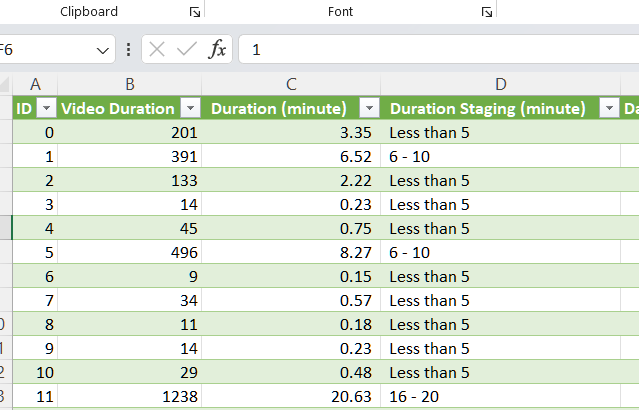 Clipboard Font
F6 fx 1
A B C D
ID Video Duration Duration (minute) Duration Staging (minute) Da
0 201 3.35 Less than 5
1 391 6.52 6 - 10
2 133 2.22 Less than 5
3 14 0.23 Less than 5
4 45 0.75 Less than 5
5 496 8.27 6 - 10
6 9 0.15 Less than 5
7 34 0.57 Less than 5
8 11 0.18 Less than 5
9 14 0.23 Less than 5
10 29 0.48 Less than 5
11 1238 20.63 16 - 20